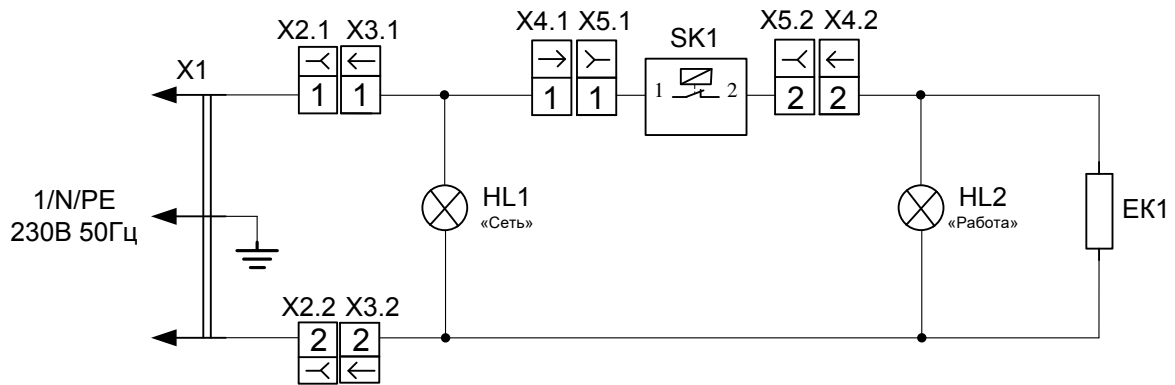 X2.1 X3.1
X4.1 X5.1
SK1
X5.2 X4.2
X1
1 1
1 1
1 2
2 2
1/N/PE
230В 50Гц
HL1
«Сеть»
HL2
«Работа»
EK1
X2.2 X3.2
2 2